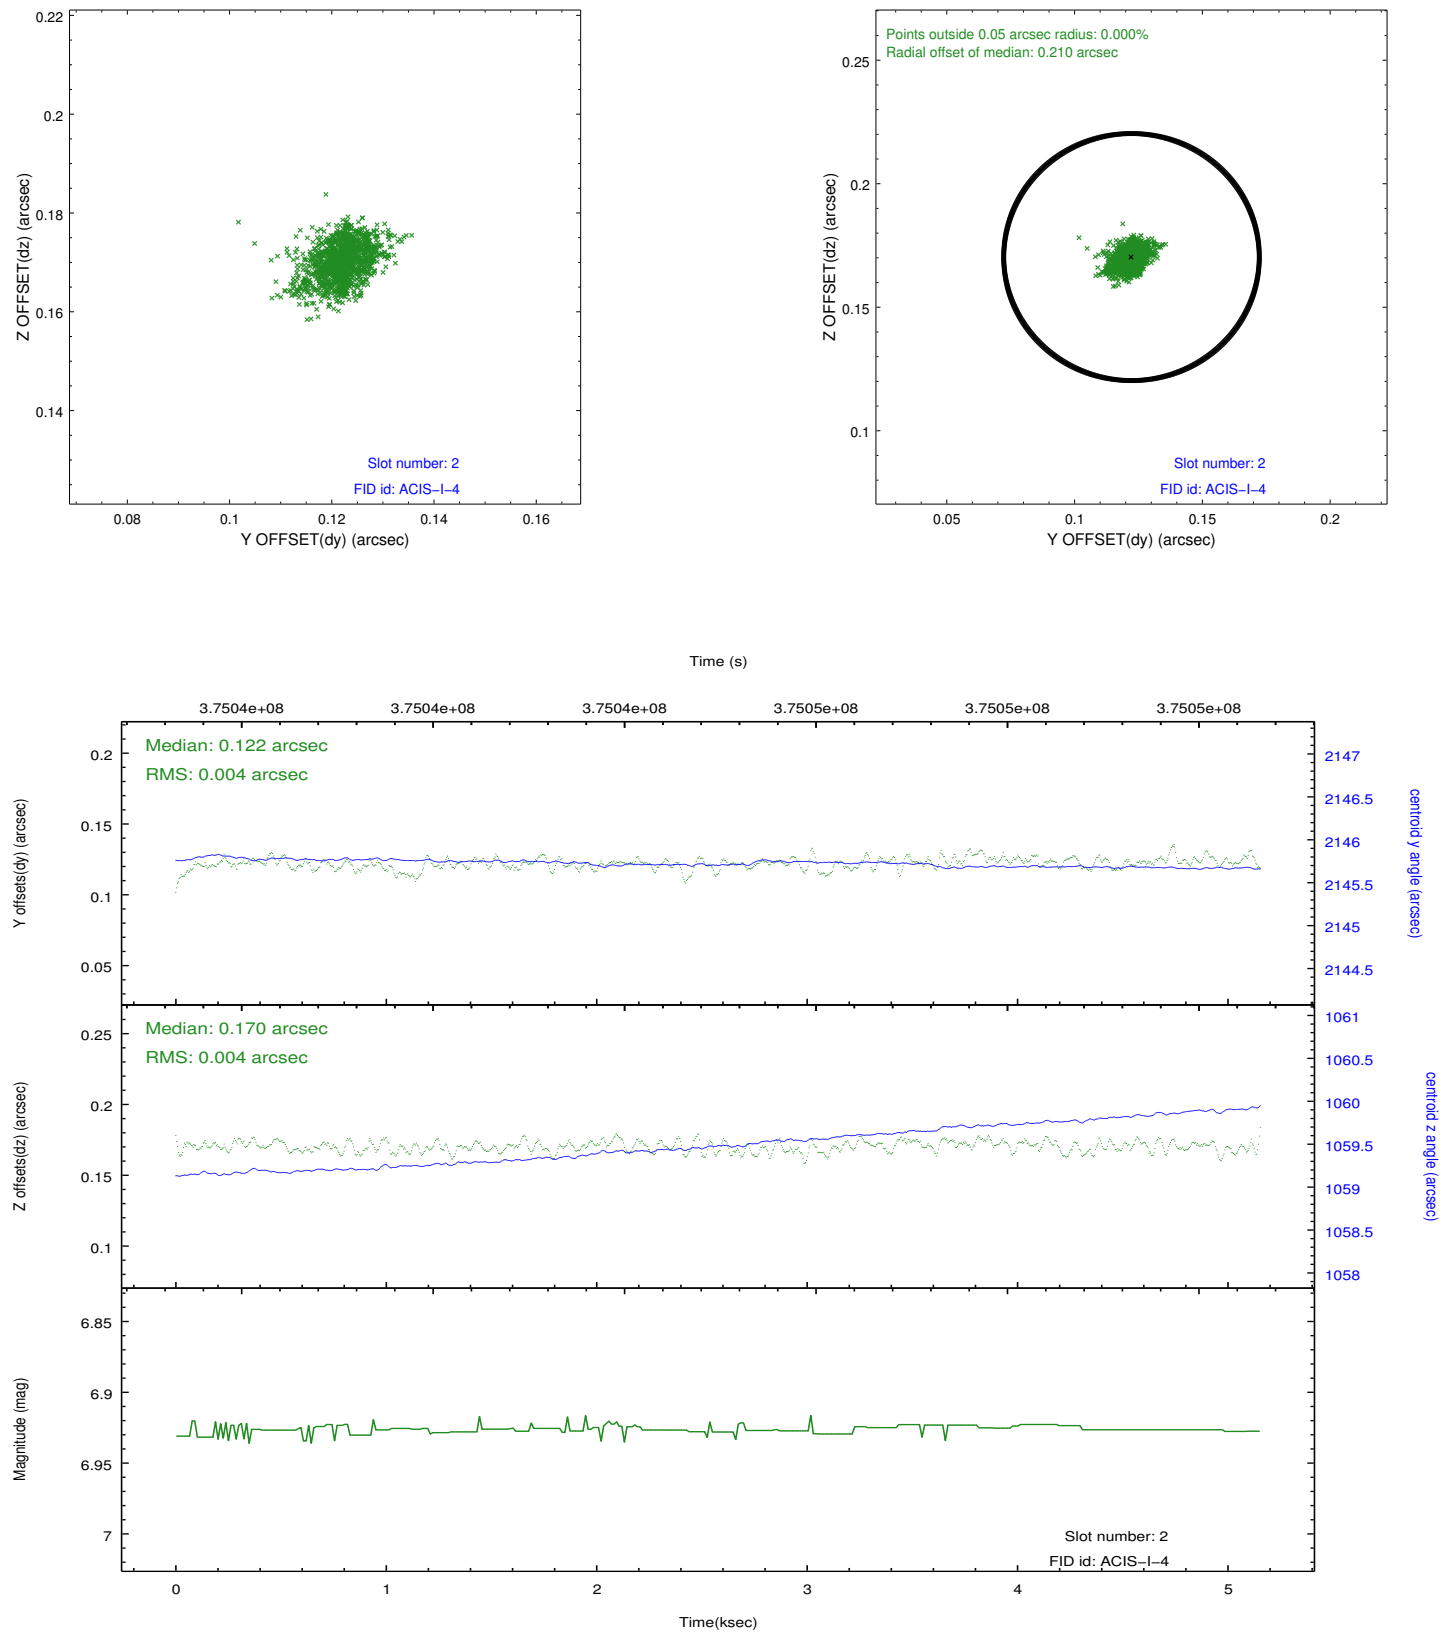 0.22
0.2
0.18
0.16
0.14
Z OFFSET(dz) (arcsec)
Slot number: 2
FID id: ACIS−I−4
0.08
0.1
0.12
0.14
0.16
Y OFFSET(dy) (arcsec)
Points outside 0.05 arcsec radius: 0.000%
Radial offset of median: 0.210 arcsec
0.25
0.2
0.15
0.1
Z OFFSET(dz) (arcsec)
Slot number: 2
FID id: ACIS−I−4
0.05
0.1
0.15
0.2
Y OFFSET(dy) (arcsec)
Time (s)
3.7504e+08
3.7504e+08
3.7504e+08
3.7505e+08
3.7505e+08
3.7505e+08
Median: 0.122 arcsec
RMS: 0.004 arcsec
0.2
0.15
0.1
0.05
Y offsets(dy) (arcsec)
2147
2146.5
2146
2145.5
2145
2144.5
centroid y angle (arcsec)
Median: 0.170 arcsec
RMS: 0.004 arcsec
0.25
0.2
0.15
0.1
Z offsets(dz) (arcsec)
1061
1060.5
1060
1059.5
1059
1058.5
1058
centroid z angle (arcsec)
6.85
6.9
6.95
7
Magnitude (mag)
Slot number: 2
FID id: ACIS−I−4
0
1
2
3
4
5
Time(ksec)